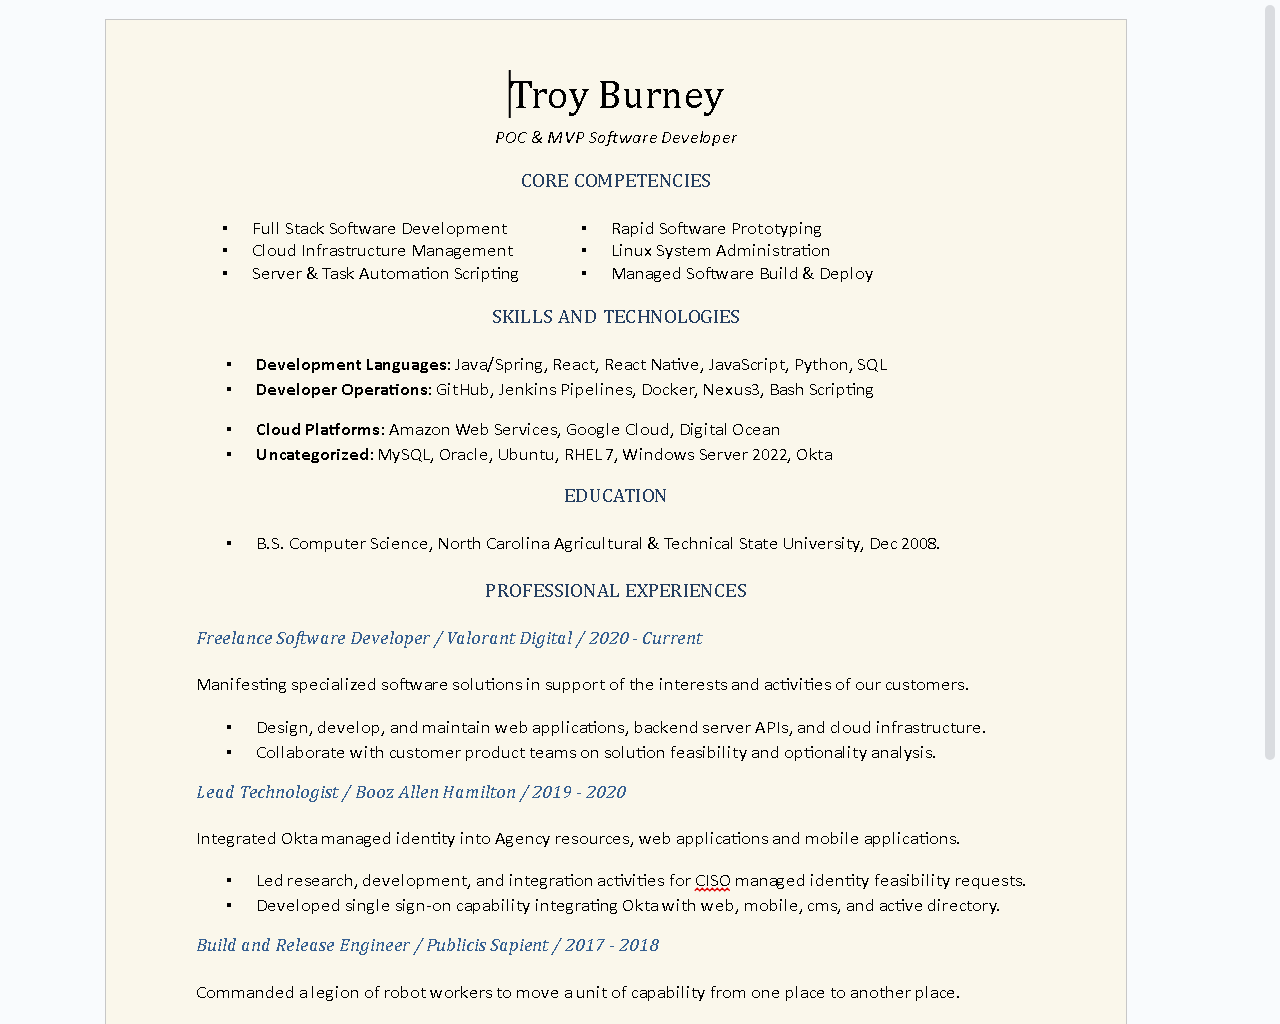 Troy Burney
POC & MVP Software Developer
CORE COMPETENCIES
▪ Full Stack Software Development
▪ Cloud Infrastructure Management
▪ Server & Task Automation Scripting
▪ Rapid Software Prototyping
▪ Linux System Administration
▪ Managed Software Build & Deploy
SKILLS AND TECHNOLOGIES
▪ Development Languages: Java/Spring, React, React Native, JavaScript, Python, SQL
▪ Developer Operations: GitHub, Jenkins Pipelines, Docker, Nexus3, Bash Scripting
▪ Cloud Platforms: Amazon Web Services, Google Cloud, Digital Ocean
▪ Uncategorized: MySQL, Oracle, Ubuntu, RHEL 7, Windows Server 2022, Okta
EDUCATION
▪ B.S. Computer Science, North Carolina Agricultural & Technical State University, Dec 2008.
PROFESSIONAL EXPERIENCES
Freelance Software Developer / Valorant Digital / 2020 - Current
Manifesting specialized software solutions in support of the interests and activities of our customers.
▪ Design, develop, and maintain web applications, backend server APIs, and cloud infrastructure.
▪ Collaborate with customer product teams on solution feasibility and optionality analysis.
Lead Technologist / Booz Allen Hamilton / 2019 - 2020
Integrated Okta managed identity into Agency resources, web applications and mobile applications.
▪ Led research, development, and integration activities for CISO managed identity feasibility requests.
▪ Developed single sign-on capability integrating Okta with web, mobile, cms, and active directory.
Build and Release Engineer / Publicis Sapient / 2017 - 2018
Commanded a legion of robot workers to move a unit of capability from one place to another place.